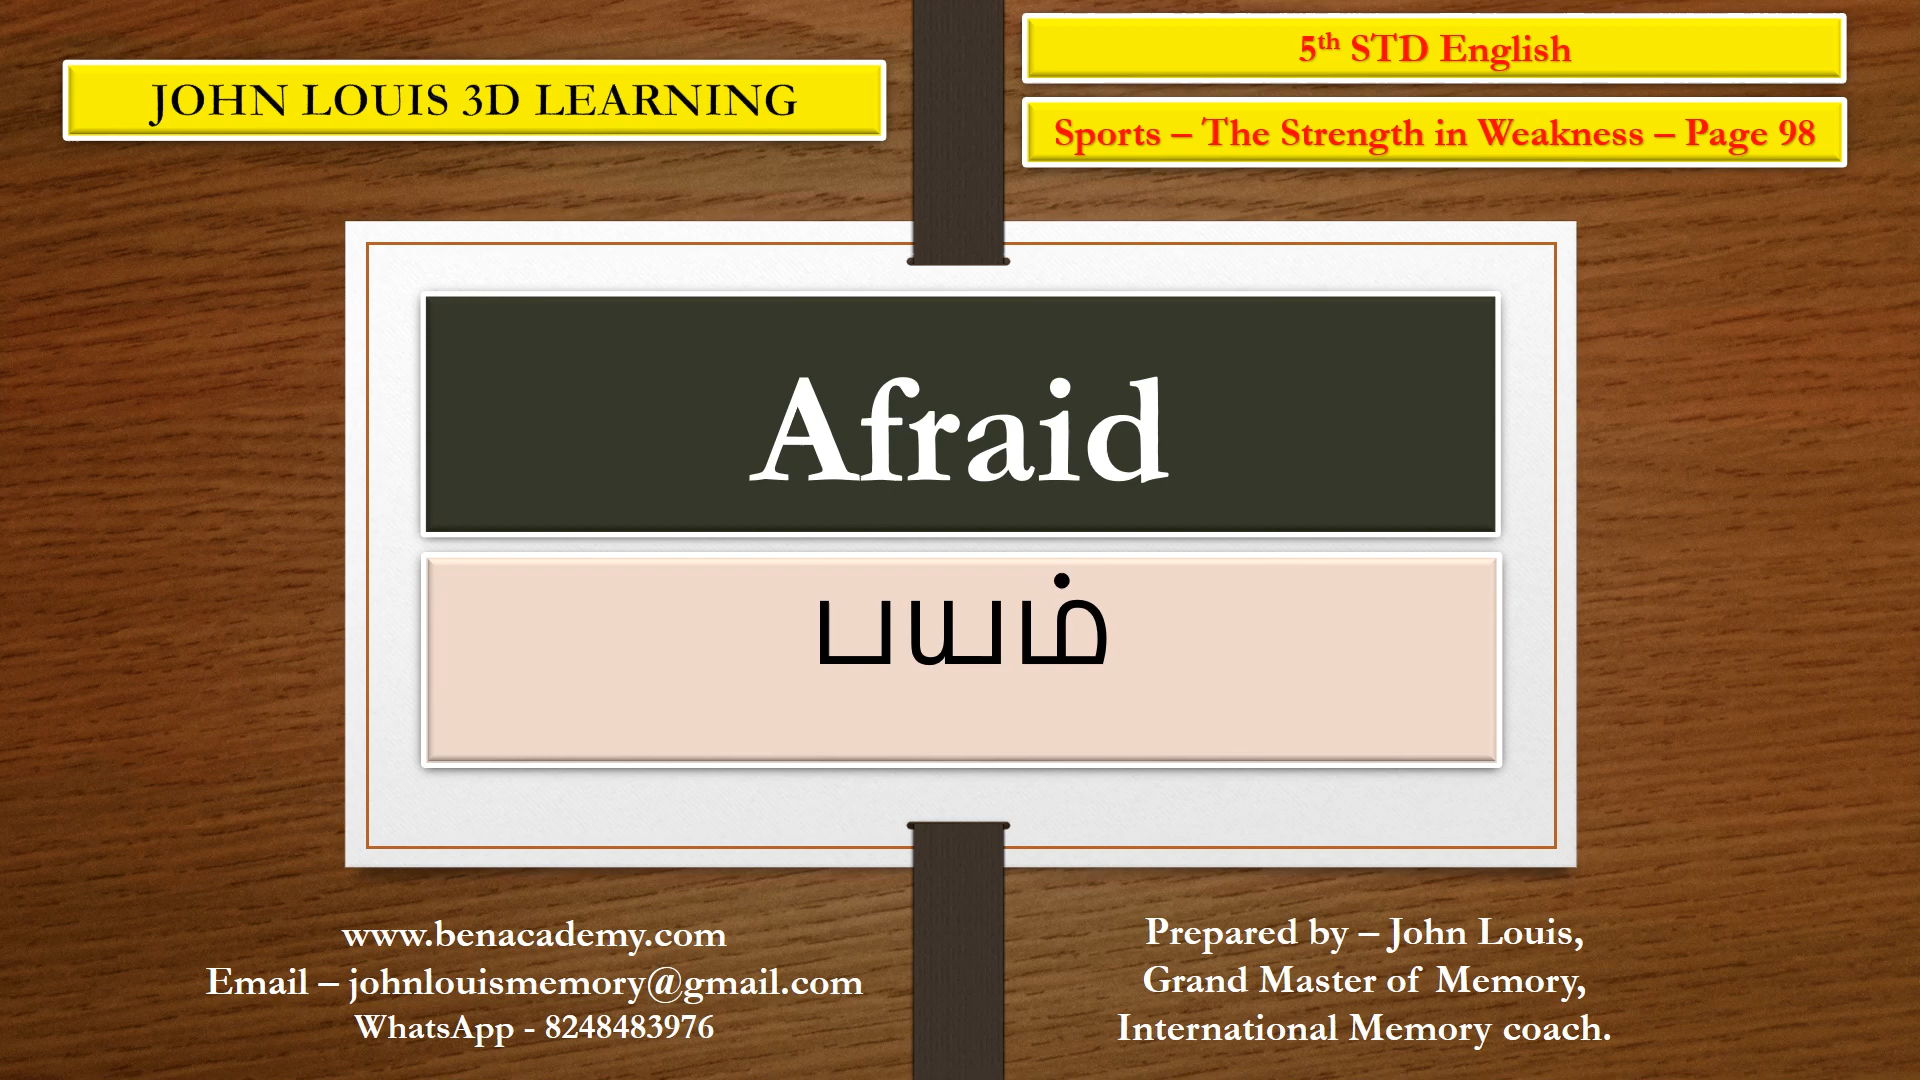 JOHN LOUIS 3D LEARNING
5th STD English
Sports – The Strength in Weakness – Page 98
Afraid
பயம்
www.benacademy.com
Email – johnlouismemory@gmail.com
WhatsApp - 8248483976
Prepared by – John Louis,
Grand Master of Memory,
International Memory coach.